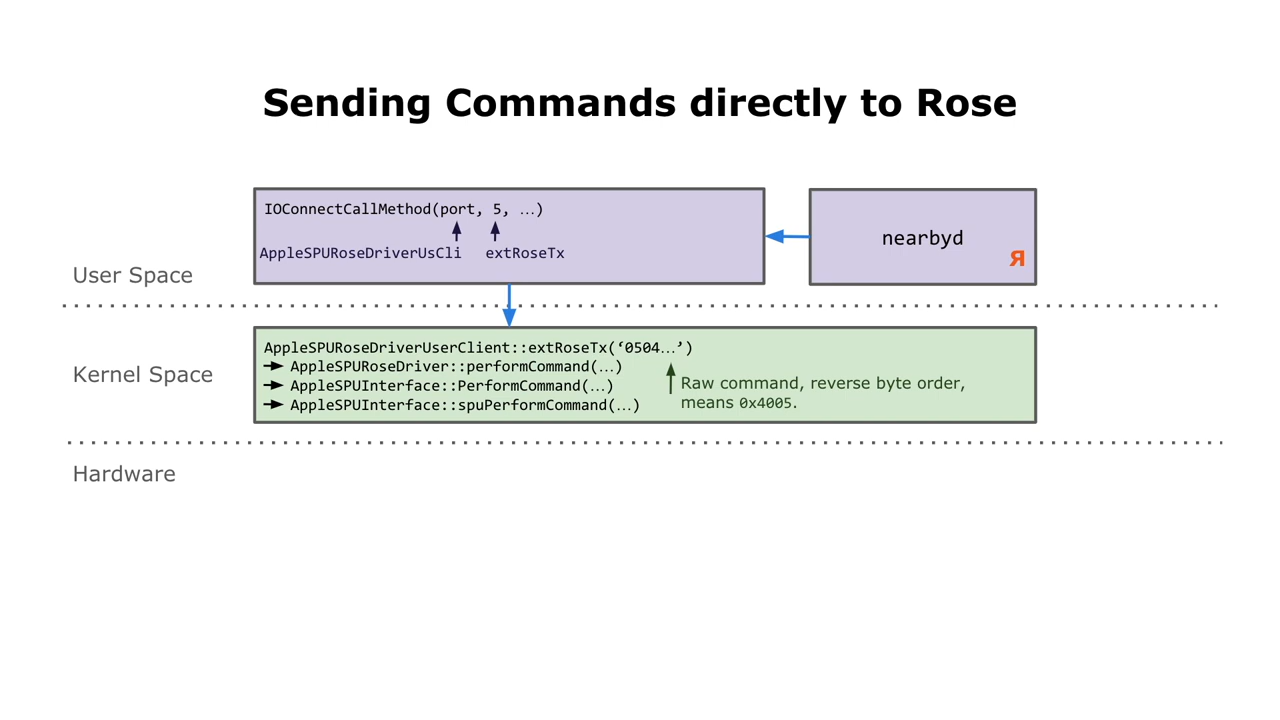 Sending Commands directly to Rose
IOConnectCallMethod(port, 5, …)
AppleSPURoseDriverUsCli extRoseTx
nearbyd
Я
User Space
AppleSPURoseDriverUserClient::extRoseTx(‘0504…’)
AppleSPURoseDriver::performCommand(…)
AppleSPUInterface::PerformCommand(…)
AppleSPUInterface::spuPerformCommand(…)
Raw command, reverse byte order,
means 0x4005.
Kernel Space
Hardware